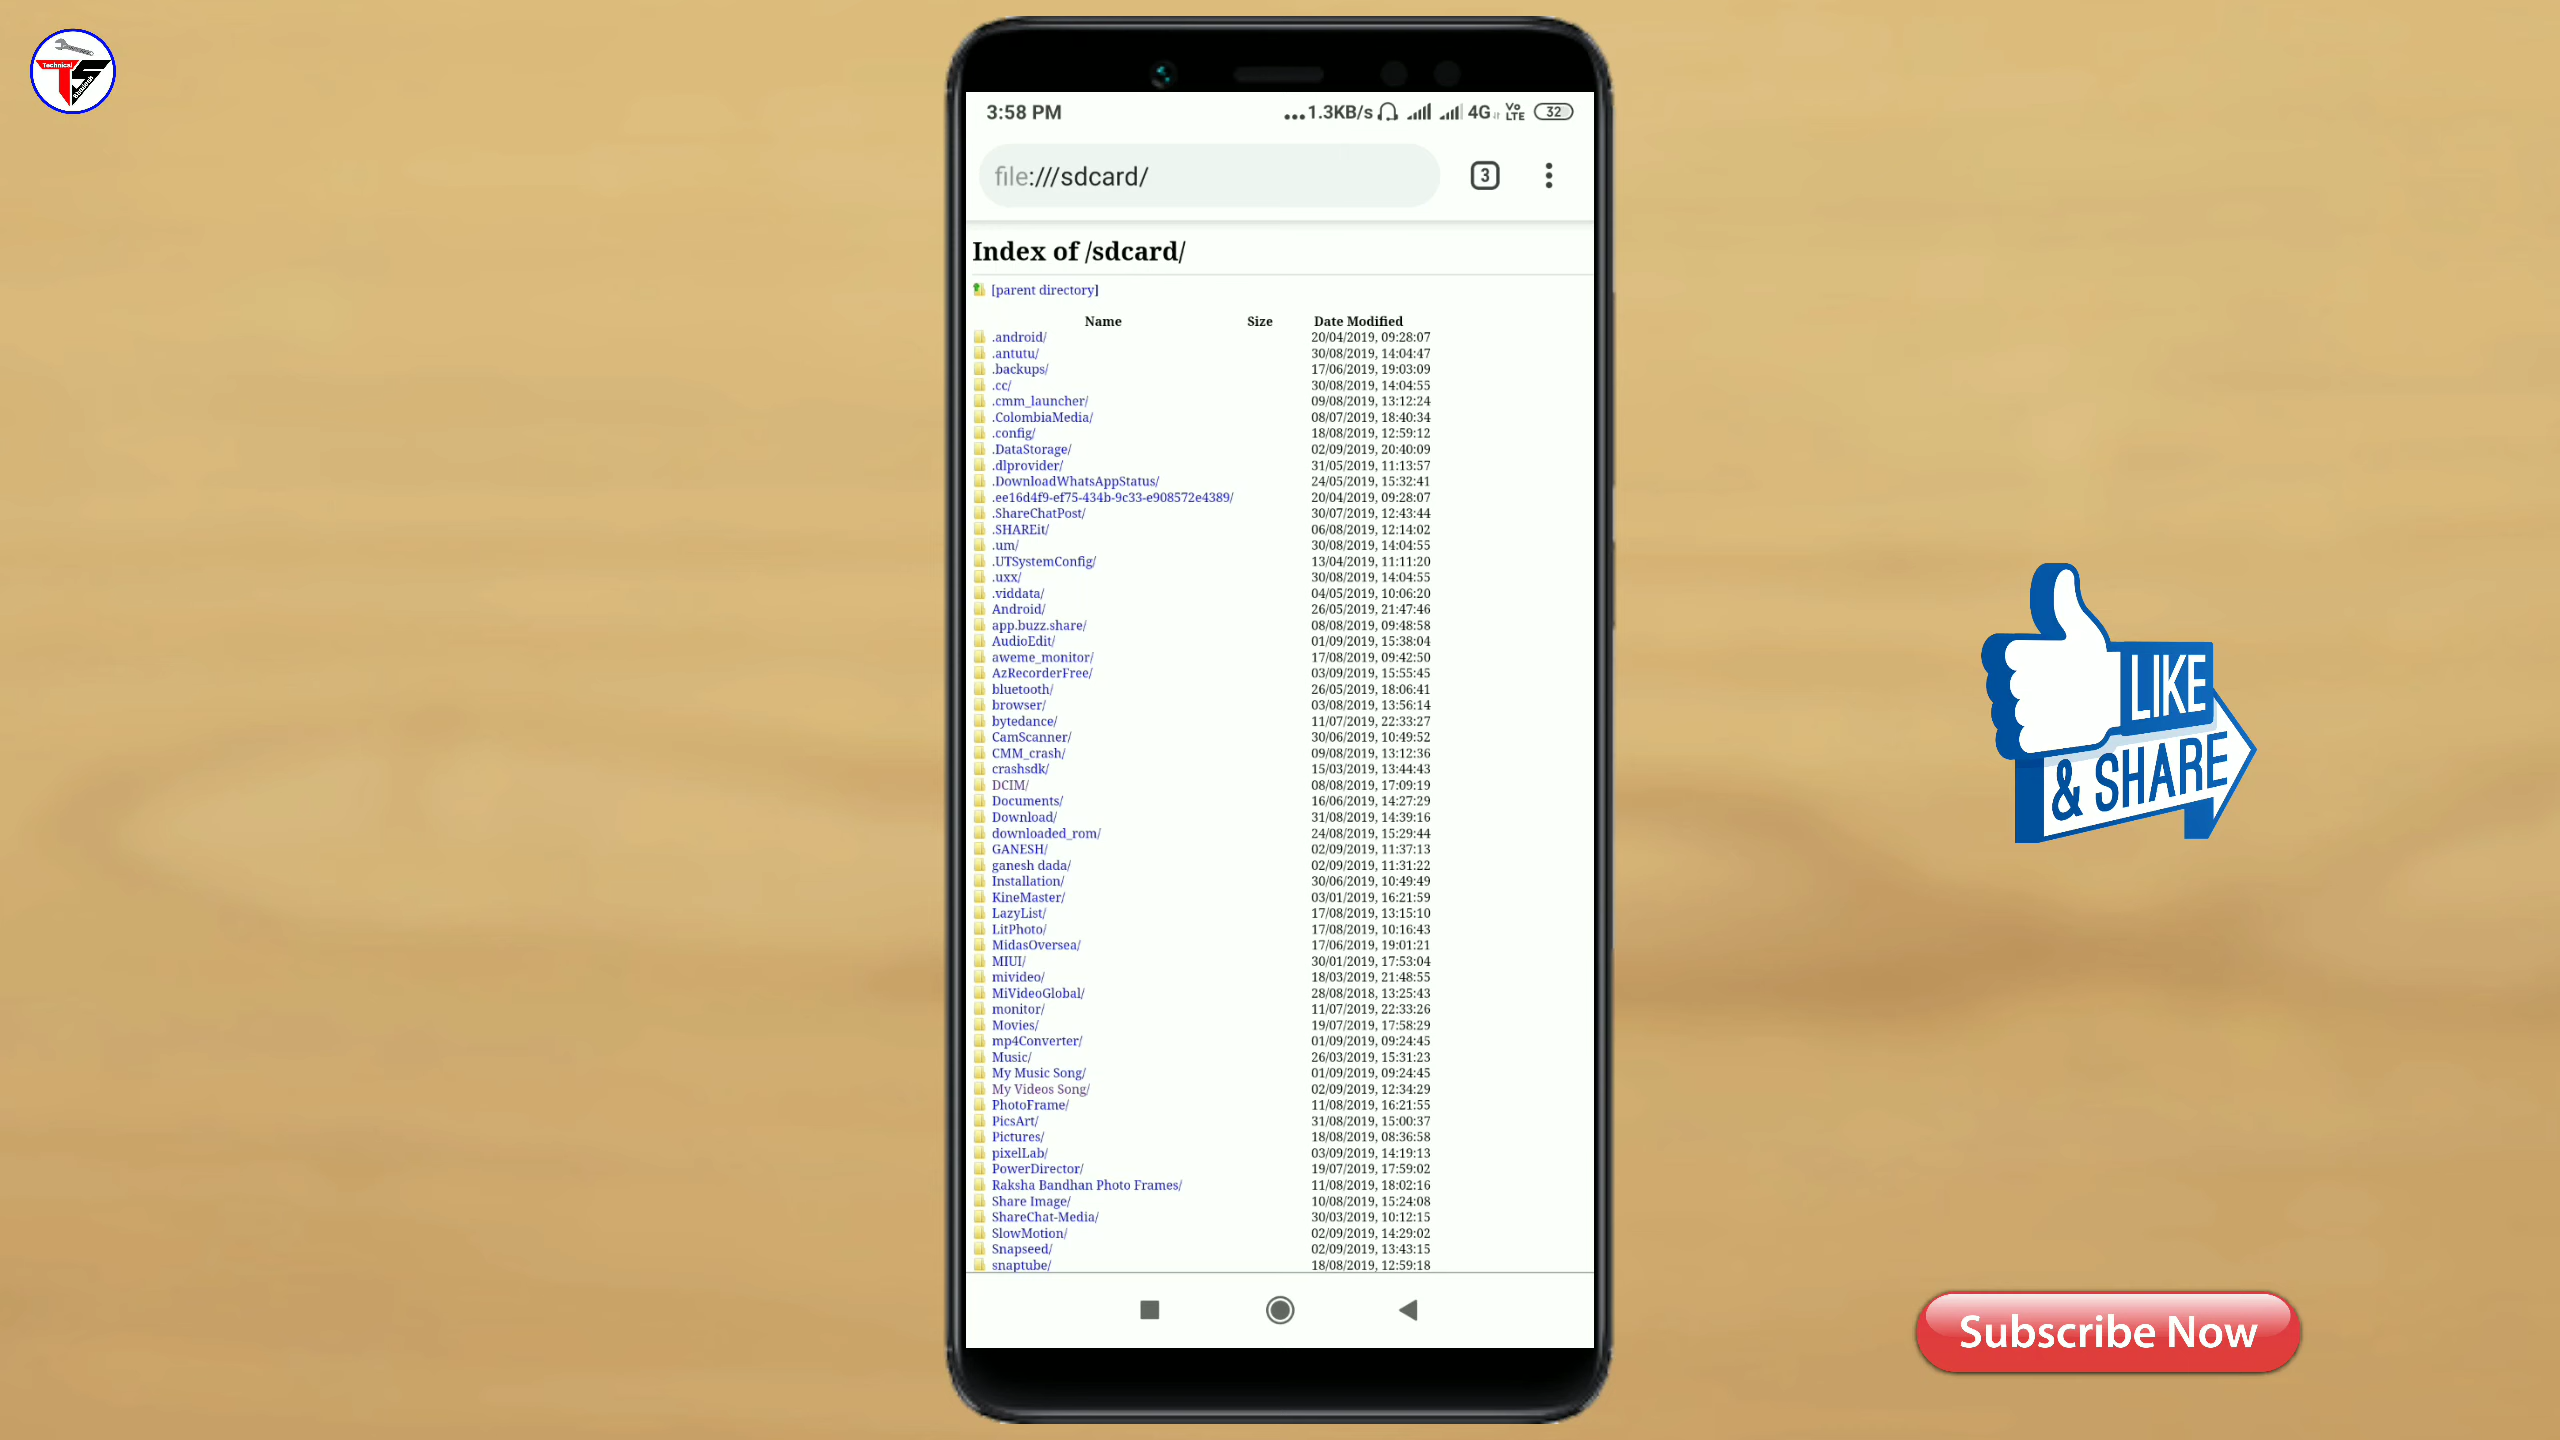 Technical
TS
3:58 PM
...1.3KB/s 4G Vo LTE 32
file:///sdcard/
3
Index of /sdcard/
[parent directory]
Name Size Date Modified
.android/ 20/04/2019, 09:28:07
.antutu/ 30/08/2019, 14:04:47
.backups/ 17/06/2019, 19:03:09
.cc/ 30/08/2019, 14:04:55
.cmm_launcher/ 09/08/2019, 13:12:24
.ColombiaMedia/ 08/07/2019, 18:40:34
.config/ 18/08/2019, 12:59:12
.DataStorage/ 02/09/2019, 20:40:09
.dlprovider/ 31/05/2019, 11:13:57
.DownloadWhatsAppStatus/ 24/05/2019, 15:32:41
.ee16d4f9-ef75-434b-9c33-e908572e4389/ 20/04/2019, 09:28:07
.ShareChatPost/ 30/07/2019, 12:43:44
.SHAREit/ 06/08/2019, 12:14:02
.um/ 30/08/2019, 14:04:55
.UTSystemConfig/ 13/04/2019, 11:11:20
.uxx/ 30/08/2019, 14:04:55
.viddata/ 04/05/2019, 10:06:20
Android/ 26/05/2019, 21:47:46
app.buzz.share/ 08/08/2019, 09:48:58
AudioEdit/ 01/09/2019, 15:38:04
aweme_monitor/ 17/08/2019, 09:42:50
AzRecorderFree/ 03/09/2019, 15:55:45
bluetooth/ 26/05/2019, 18:06:41
browser/ 03/08/2019, 13:56:14
bytedance/ 11/07/2019, 22:33:27
CamScanner/ 30/06/2019, 10:49:52
CMM_crash/ 09/08/2019, 13:12:36
crashsdk/ 15/03/2019, 13:44:43
DCIM/ 08/08/2019, 17:09:19
Documents/ 16/06/2019, 14:27:29
Download/ 31/08/2019, 14:39:16
downloaded_rom/ 24/08/2019, 15:29:44
GANESH/ 02/09/2019, 11:37:13
ganesh dada/ 02/09/2019, 11:31:22
Installation/ 30/06/2019, 10:49:49
KineMaster/ 03/01/2019, 16:21:59
LazyList/ 17/08/2019, 13:15:10
LitPhoto/ 17/08/2019, 10:16:43
MidasOversea/ 17/06/2019, 19:01:21
MIUI/ 30/01/2019, 17:53:04
mivideo/ 18/03/2019, 21:48:55
MiVideoGlobal/ 28/08/2018, 13:25:43
monitor/ 11/07/2019, 22:33:26
Movies/ 19/07/2019, 17:58:29
mp4Converter/ 01/09/2019, 09:24:45
Music/ 26/03/2019, 15:31:23
My Music Song/ 01/09/2019, 09:24:45
My Videos Song/ 02/09/2019, 12:34:29
PhotoFrame/ 11/08/2019, 16:21:55
PicsArt/ 31/08/2019, 15:00:37
Pictures/ 18/08/2019, 08:36:58
pixelLab/ 03/09/2019, 14:19:13
PowerDirector/ 19/07/2019, 17:59:02
Raksha Bandhan Photo Frames/ 11/08/2019, 18:02:16
Share Image/ 10/08/2019, 15:24:08
ShareChat-Media/ 30/03/2019, 10:12:15
SlowMotion/ 02/09/2019, 14:29:02
Snapseed/ 02/09/2019, 13:43:15
snaptube/ 18/08/2019, 12:59:18
LIKE
& SHARE
Subscribe Now